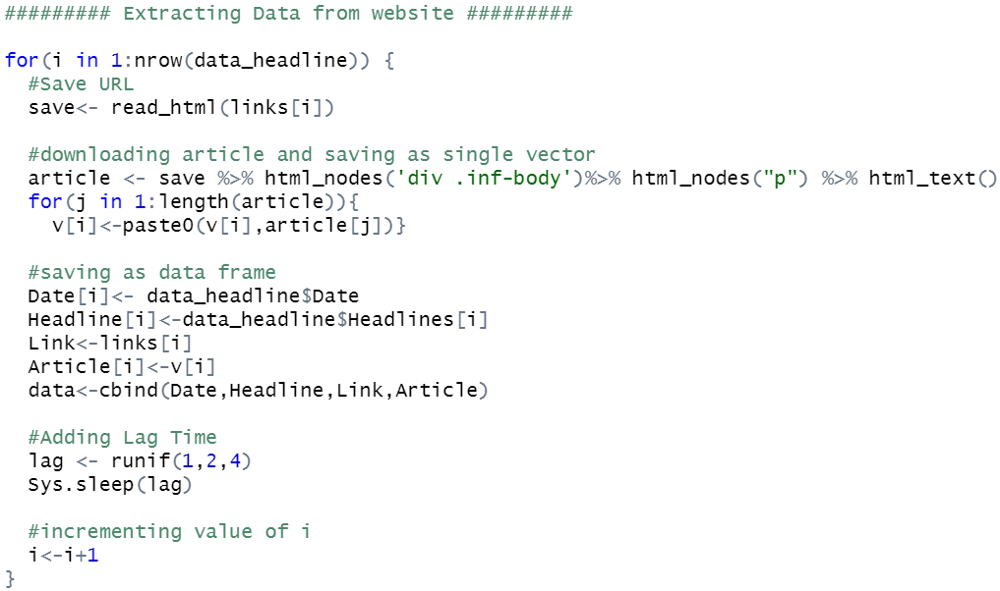 ######### Extracting Data from website #########
for(i in 1:nrow(data_headline)) {
#Save URL
save<- read_html(links[i])
#downloading article and saving as single vector
article <- save %>% html_nodes('div .inf-body')%>% html_nodes("p") %>% html_text()
for(j in 1:length(article)){
v[i]<-paste0(v[i],article[j])}
#saving as data frame
Date[i]<- data_headline$Date
Headline[i]<-data_headline$Headlines[i]
Link<-links[i]
Article[i]<-v[i]
data<-cbind(Date,Headline,Link,Article)
#Adding Lag Time
lag <- runif(1,2,4)
Sys.sleep(lag)
#incrementing value of i
i<-i+1
}